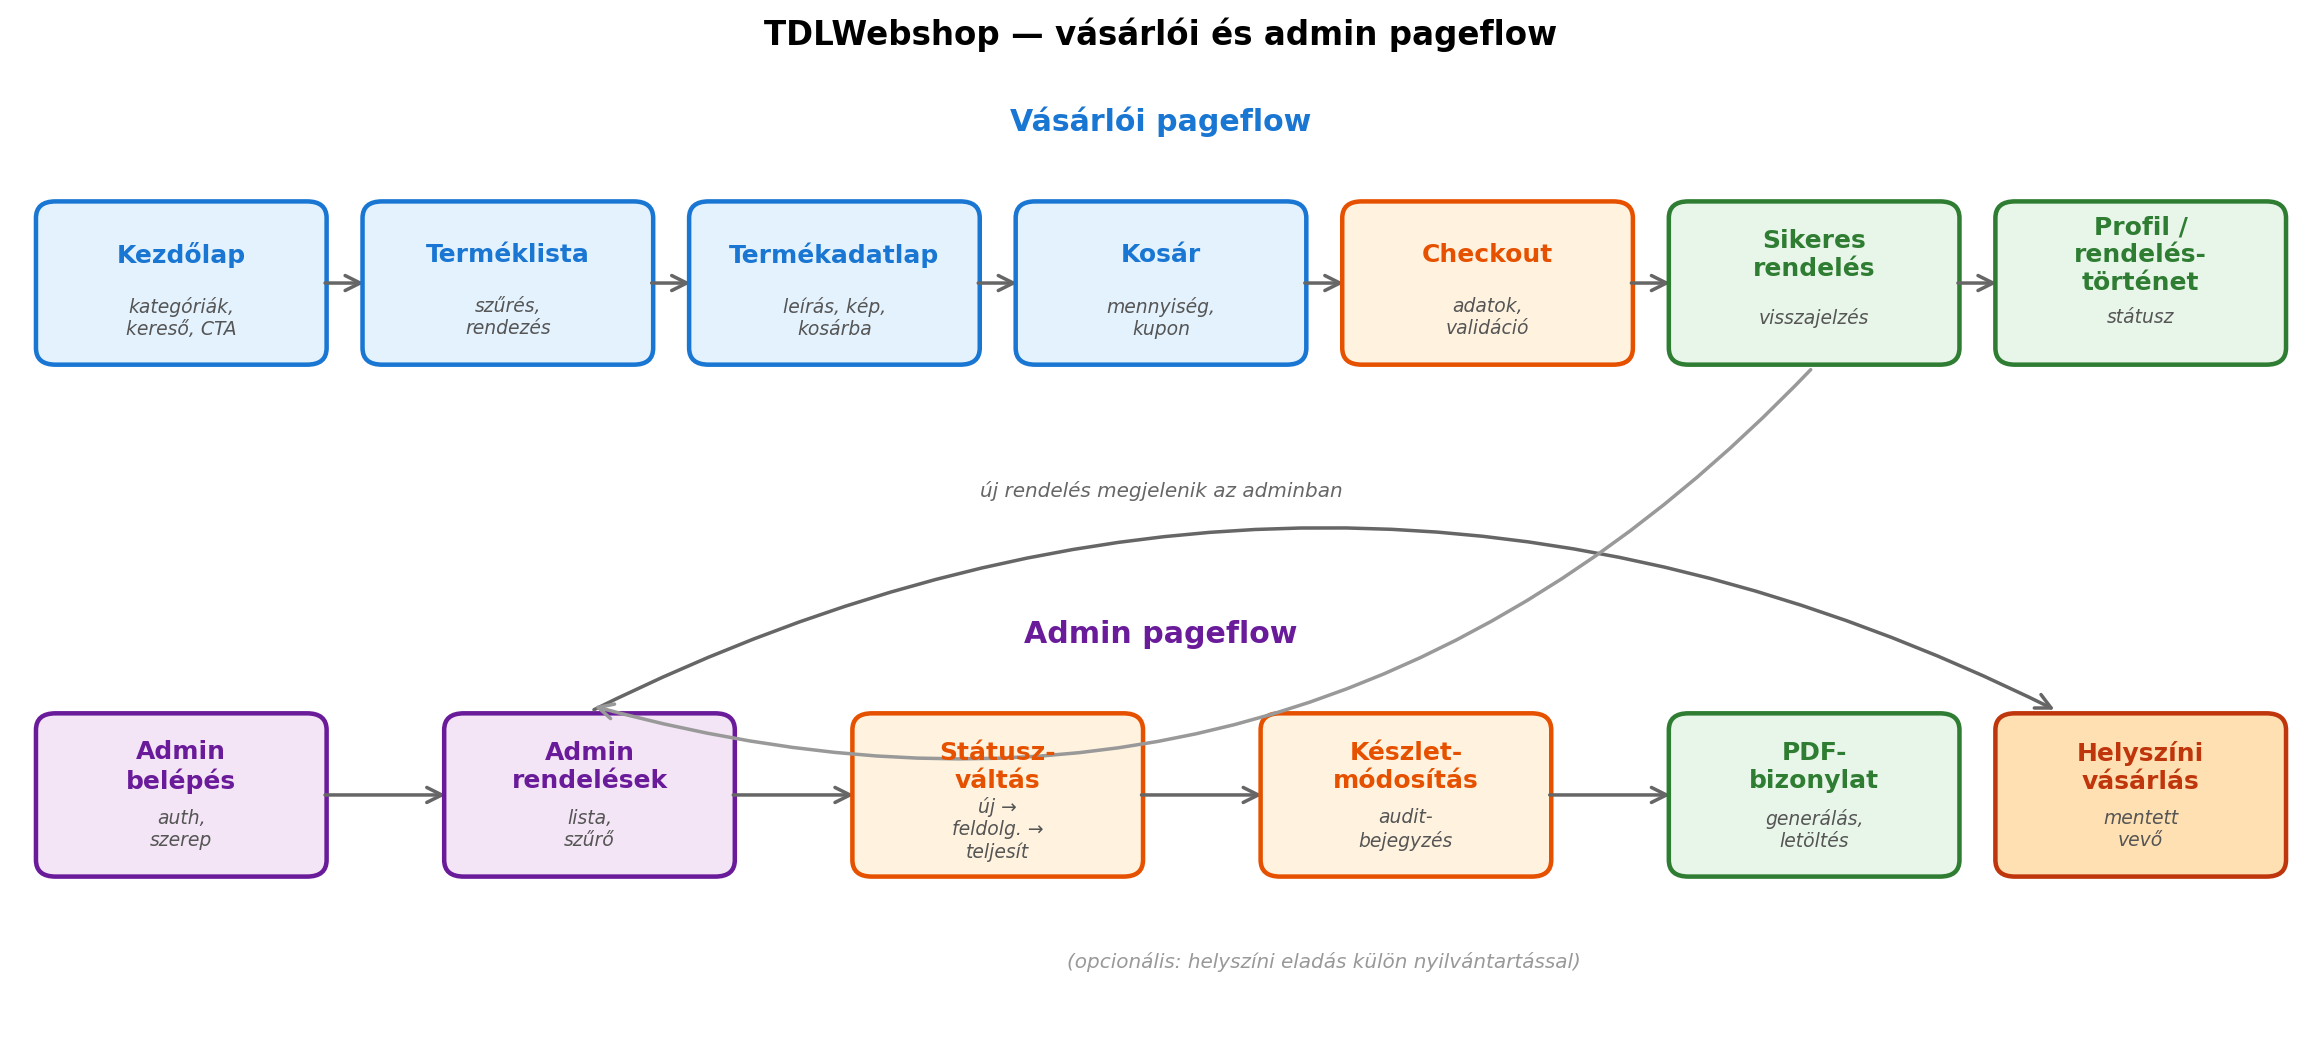 TDLWebshop — vásárlói és admin pageflow
Vásárlói pageflow
Kezdőlap
kategóriák,
kereső, CTA
Terméklista
szűrés,
rendezés
Termékadatlap
leírás, kép,
kosárba
Kosár
mennyiség,
kupon
Checkout
adatok,
validáció
Sikeres
rendelés
visszajelzés
Profil /
rendelés-
történet
státusz
új rendelés megjelenik az adminban
Admin pageflow
Admin
belépés
auth,
szerep
Admin
rendelések
lista,
szűrő
Státusz-
váltás
új →
feldolg. →
teljesít
Készlet-
módosítás
audit-
bejegyzés
PDF-
bizonylat
generálás,
letöltés
Helyszíni
vásárlás
mentett
vevő
(opcionális: helyszíni eladás külön nyilvántartással)